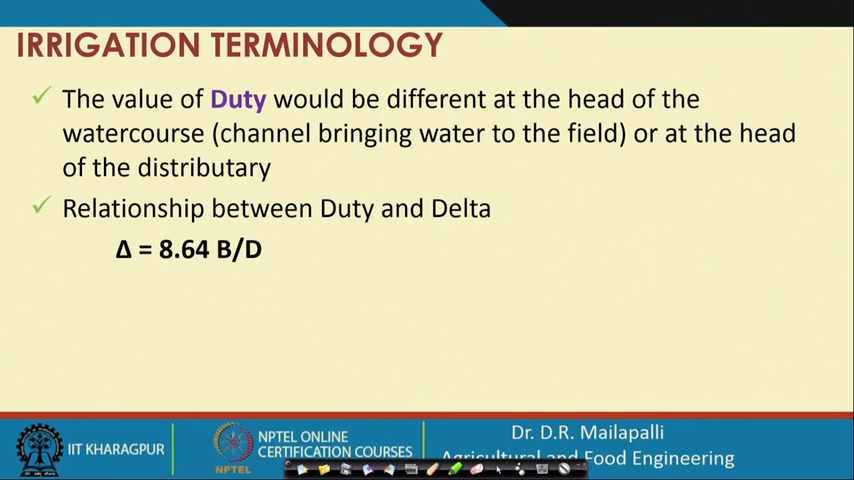 IRRIGATION TERMINOLOGY
✓ The value of Duty would be different at the head of the
watercourse (channel bringing water to the field) or at the head
of the distributary
✓ Relationship between Duty and Delta
Δ = 8.64 B/D
IIT KHARAGPUR
NPTEL
NPTEL ONLINE
CERTIFICATION COURSES
Dr. D.R. Mailapalli
Agricultural and Food Engineering